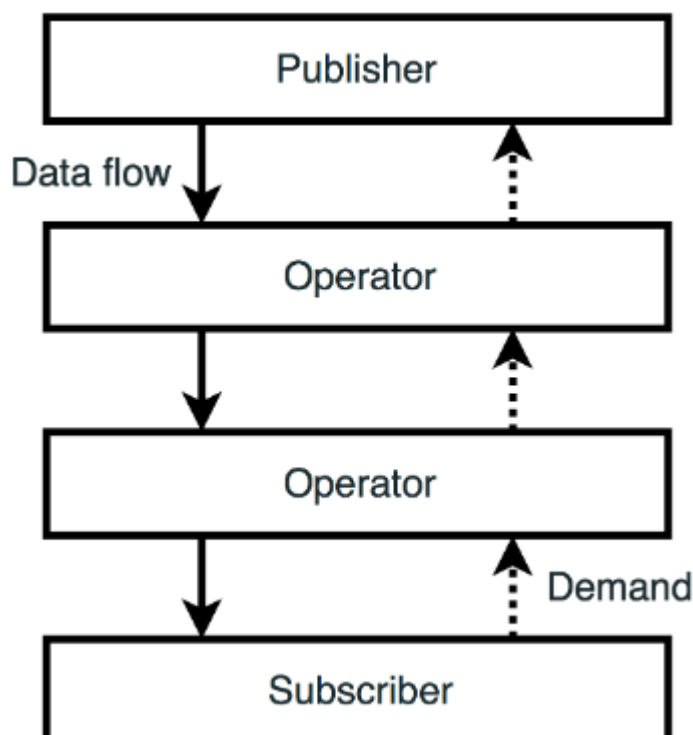 Publisher
Data flow
Operator
Operator
Demand
Subscriber